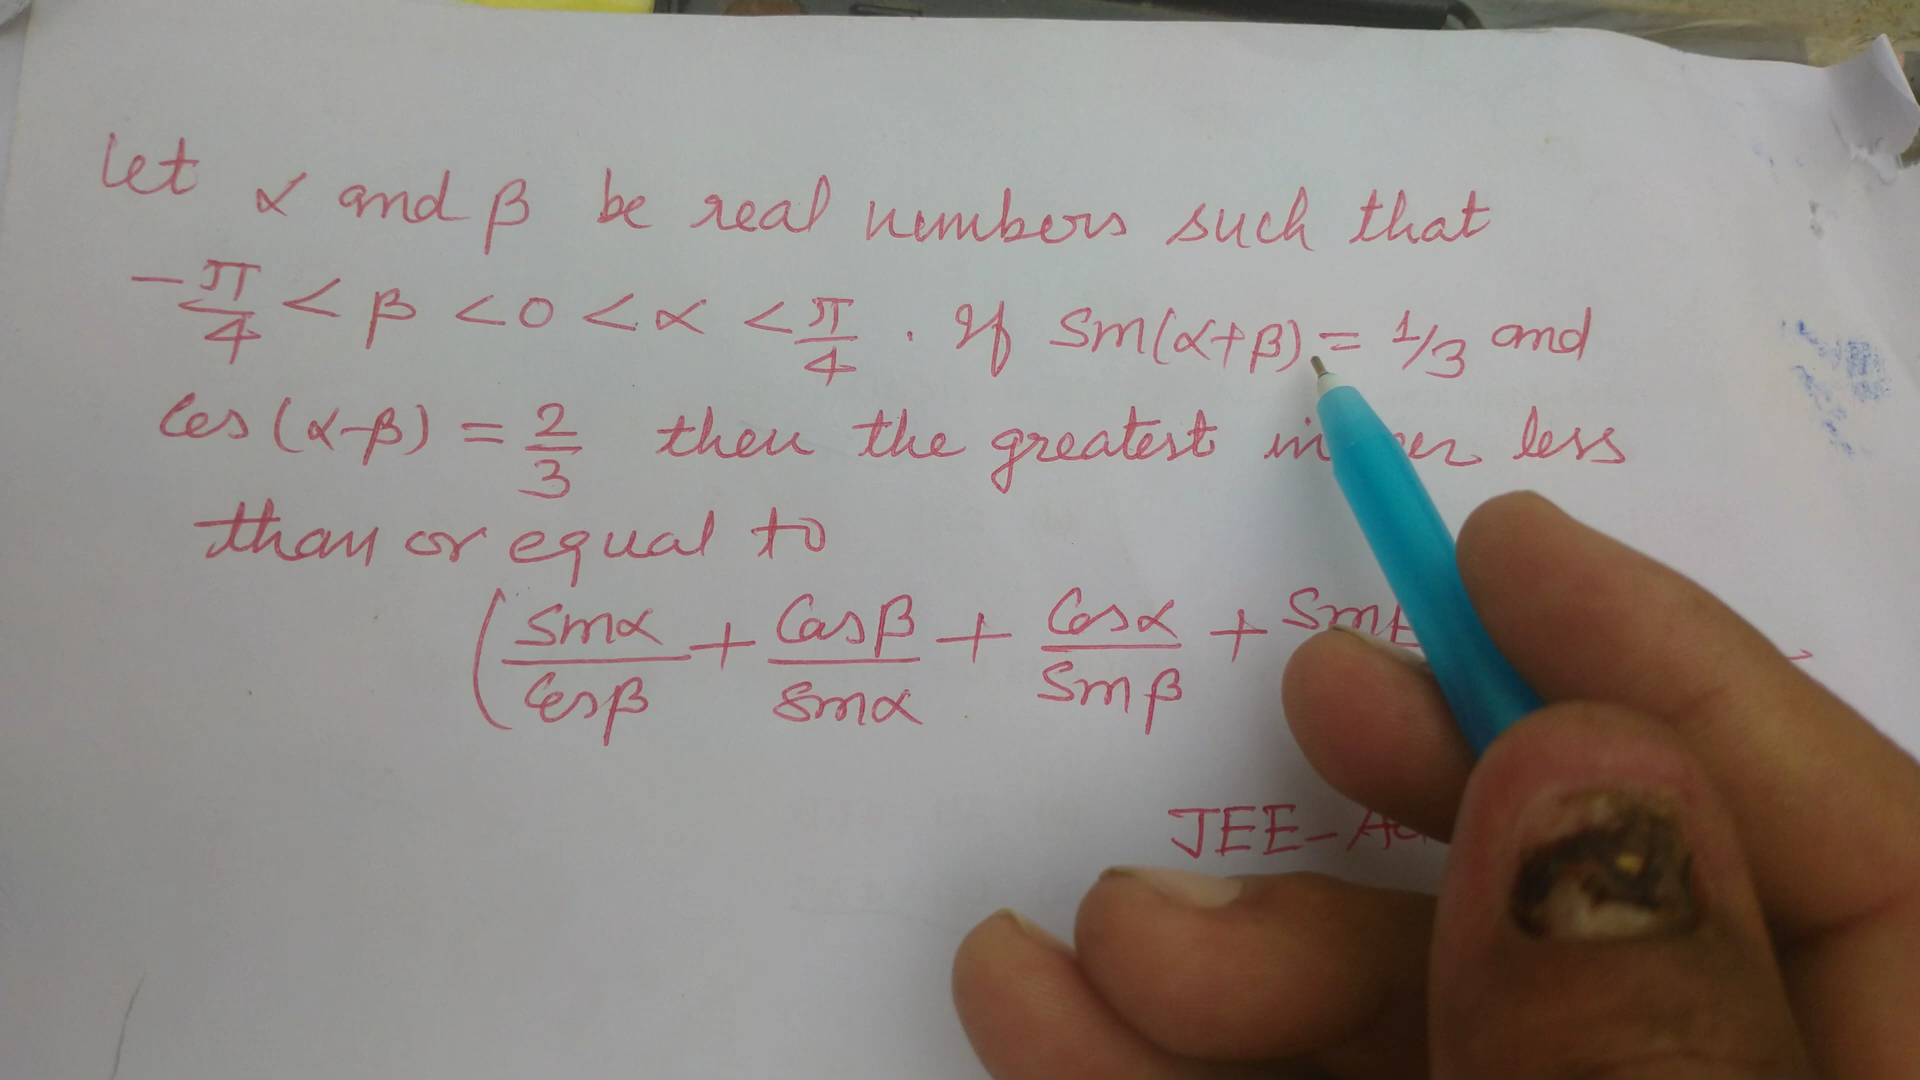 Let α and β be real numbers such that
-π/4 < β < 0 < α < π/4 . If Sin(α+β) = 1/3 and
Cos(α-β) = 2/3 then the greatest less
than or equal to
(Sinα/Cosβ + Cosβ/Sinα + Cosα/Sinβ +
JEE-